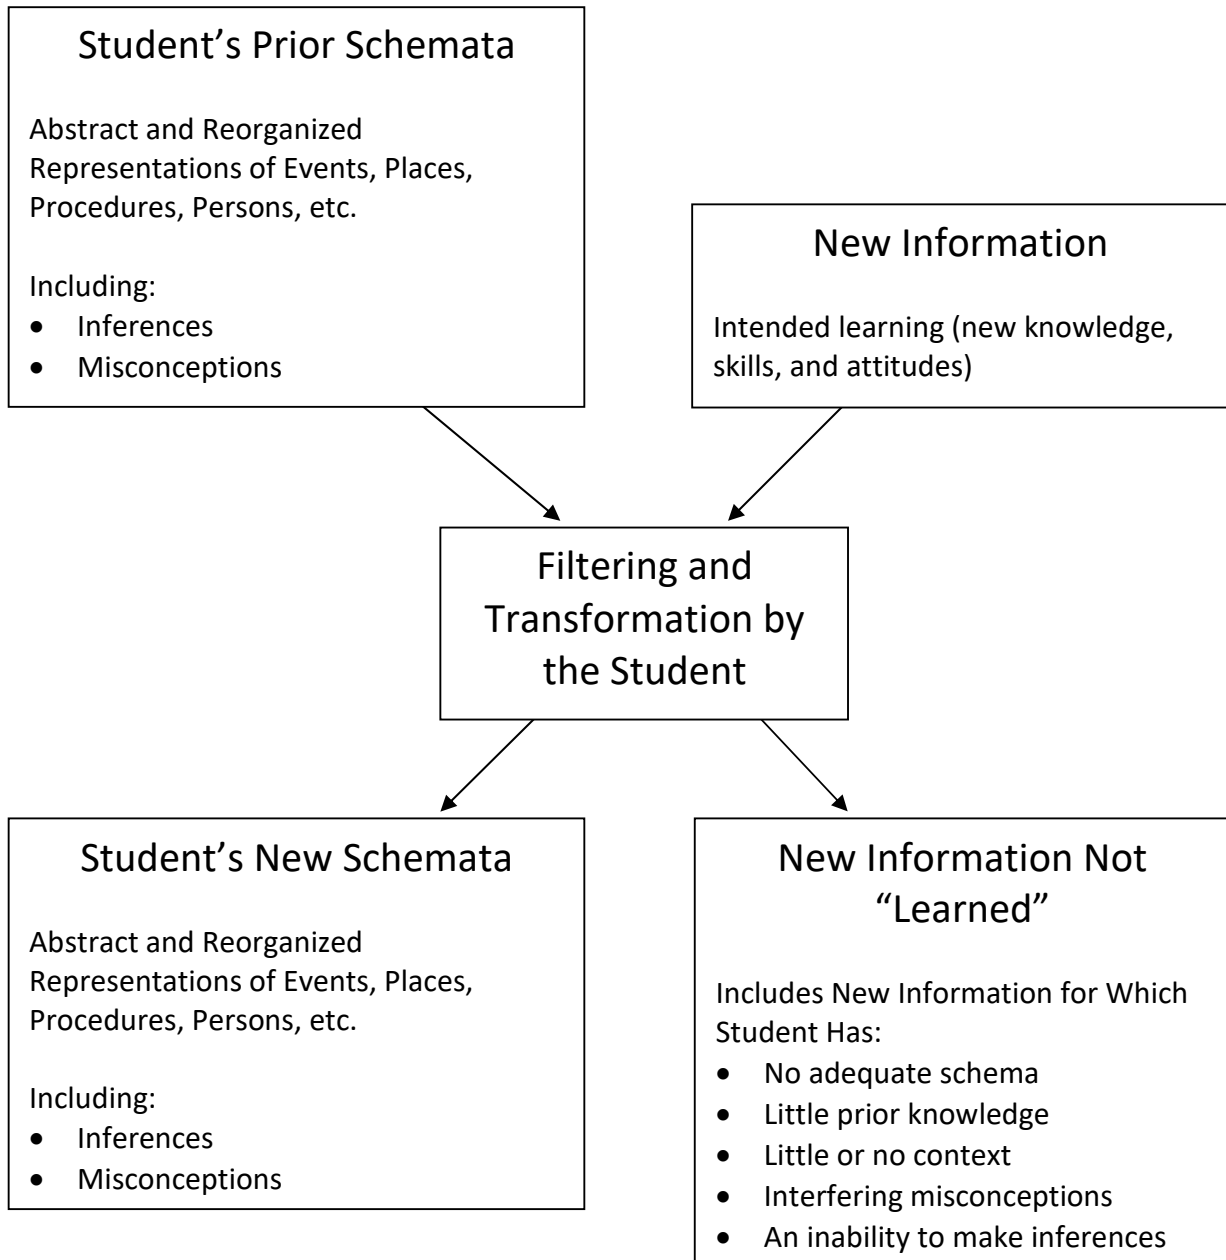 Student’s Prior Schemata
Abstract and Reorganized
Representations of Events, Places,
Procedures, Persons, etc.
Including:
• Inferences
• Misconceptions
New Information
Intended learning (new knowledge,
skills, and attitudes)
Filtering and
Transformation by
the Student
Student’s New Schemata
Abstract and Reorganized
Representations of Events, Places,
Procedures, Persons, etc.
Including:
• Inferences
• Misconceptions
New Information Not
“Learned”
Includes New Information for Which
Student Has:
• No adequate schema
• Little prior knowledge
• Little or no context
• Interfering misconceptions
• An inability to make inferences